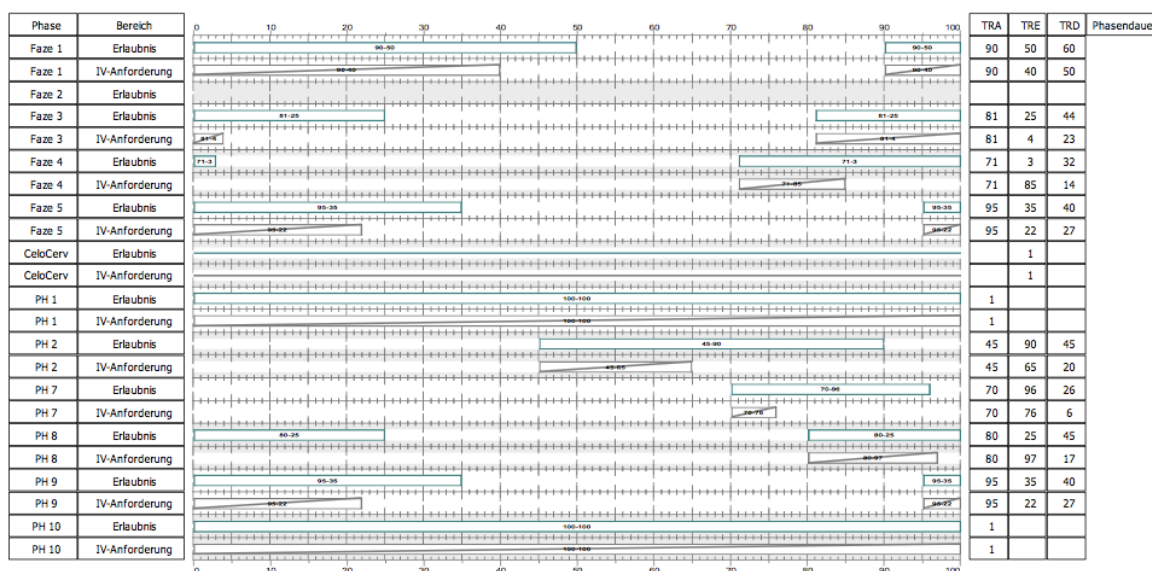 Phase Bereich 0 10 20 30 40 50 60 70 80 90 100 TRA TRE TRD Phasendauer
Faze 1 Erlaubnis 90-50 90-50 90 50 60
Faze 1 IV-Anforderung 90-40 90-40 90 40 50
Faze 2 Erlaubnis
Faze 3 Erlaubnis 81-25 81-25 81 25 44
Faze 3 IV-Anforderung 81-4 81-4 81 4 23
Faze 4 Erlaubnis 71-3 71-3 71 3 32
Faze 4 IV-Anforderung 71-85 71 85 14
Faze 5 Erlaubnis 95-35 95-35 95 35 40
Faze 5 IV-Anforderung 95-22 95-22 95 22 27
CeloCerv Erlaubnis 1
CeloCerv IV-Anforderung 1
PH 1 Erlaubnis 100-100 1
PH 1 IV-Anforderung 100-100 1
PH 2 Erlaubnis 45-90 45 90 45
PH 2 IV-Anforderung 45-65 45 65 20
PH 7 Erlaubnis 70-96 70 96 26
PH 7 IV-Anforderung 70-76 70 76 6
PH 8 Erlaubnis 80-25 80-25 80 25 45
PH 8 IV-Anforderung 80-97 80 97 17
PH 9 Erlaubnis 95-35 95-35 95 35 40
PH 9 IV-Anforderung 95-22 95-22 95 22 27
PH 10 Erlaubnis 100-100 1
PH 10 IV-Anforderung 100-100 1
0 10 20 30 40 50 60 70 80 90 100